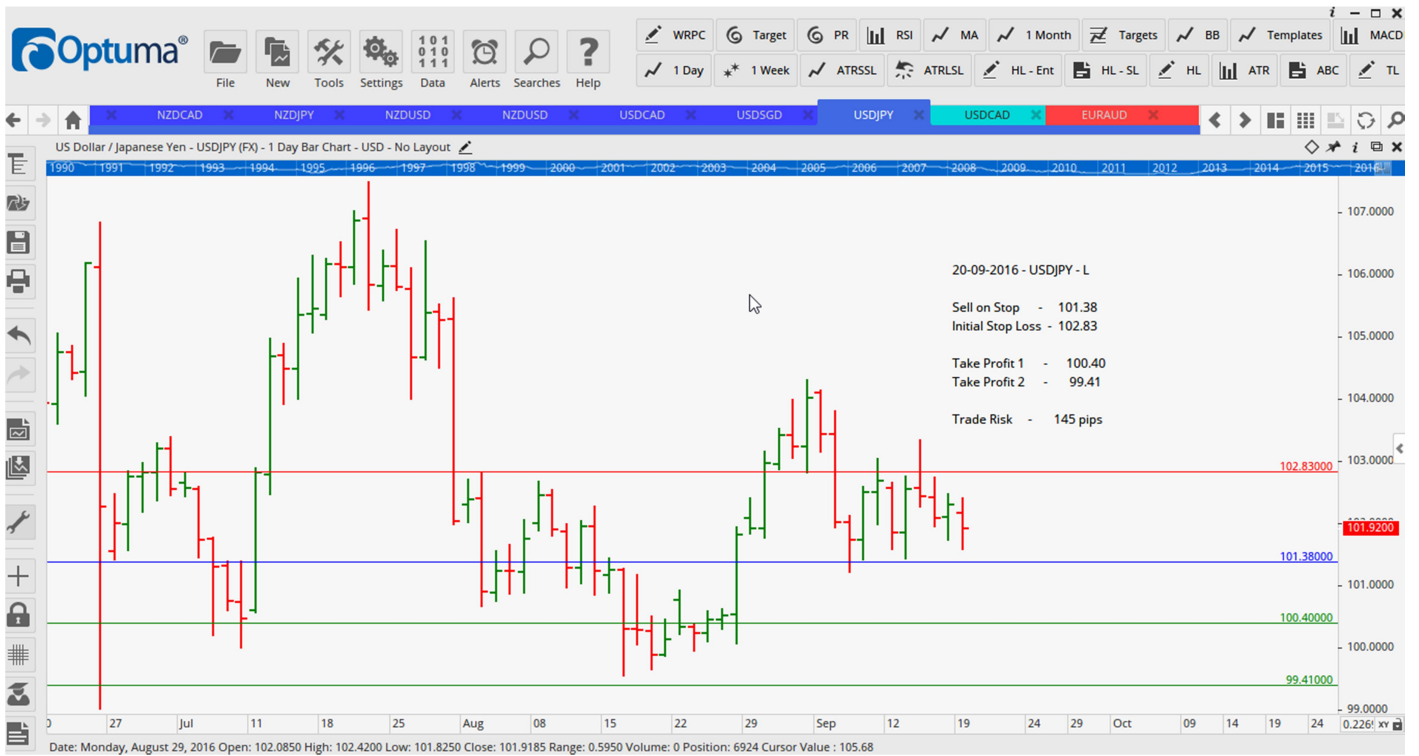 Optuma®
File
New
Tools
Settings
Data
Alerts
Searches
Help
WRPC
Target
PR
RSI
MA
1 Month
Targets
BB
Templates
MACD
1 Day
1 Week
ATRSSL
ATRLSL
HL - Ent
HL - SL
HL
ATR
ABC
TL
NZDCAD
NZDJPY
NZDUSD
NZDUSD
USDCAD
USDSGD
USDJPY
USDCAD
EURAUD
US Dollar / Japanese Yen - USDJPY (FX) - 1 Day Bar Chart - USD - No Layout
1990 1991 1992 1993 1994 1995 1996 1997 1998 1999 2000 2001 2002 2003 2004 2005 2006 2007 2008 2009 2010 2011 2012 2013 2014 2015 2016
107.0000
106.0000
20-09-2016 - USDJPY - L
Sell on Stop - 101.38
Initial Stop Loss - 102.83
105.0000
Take Profit 1 - 100.40
Take Profit 2 - 99.41
104.0000
Trade Risk - 145 pips
103.0000
102.83000
101.9200
101.38000
101.0000
100.40000
100.0000
99.41000
99.0000
27 Jul 11 18 25 Aug 08 15 22 29 Sep 12 19 24 29 Oct 09 14 19 24
XY
Date: Monday, August 29, 2016 Open: 102.0850 High: 102.4200 Low: 101.8250 Close: 101.9185 Range: 0.5950 Volume: 0 Position: 6924 Cursor Value : 105.68